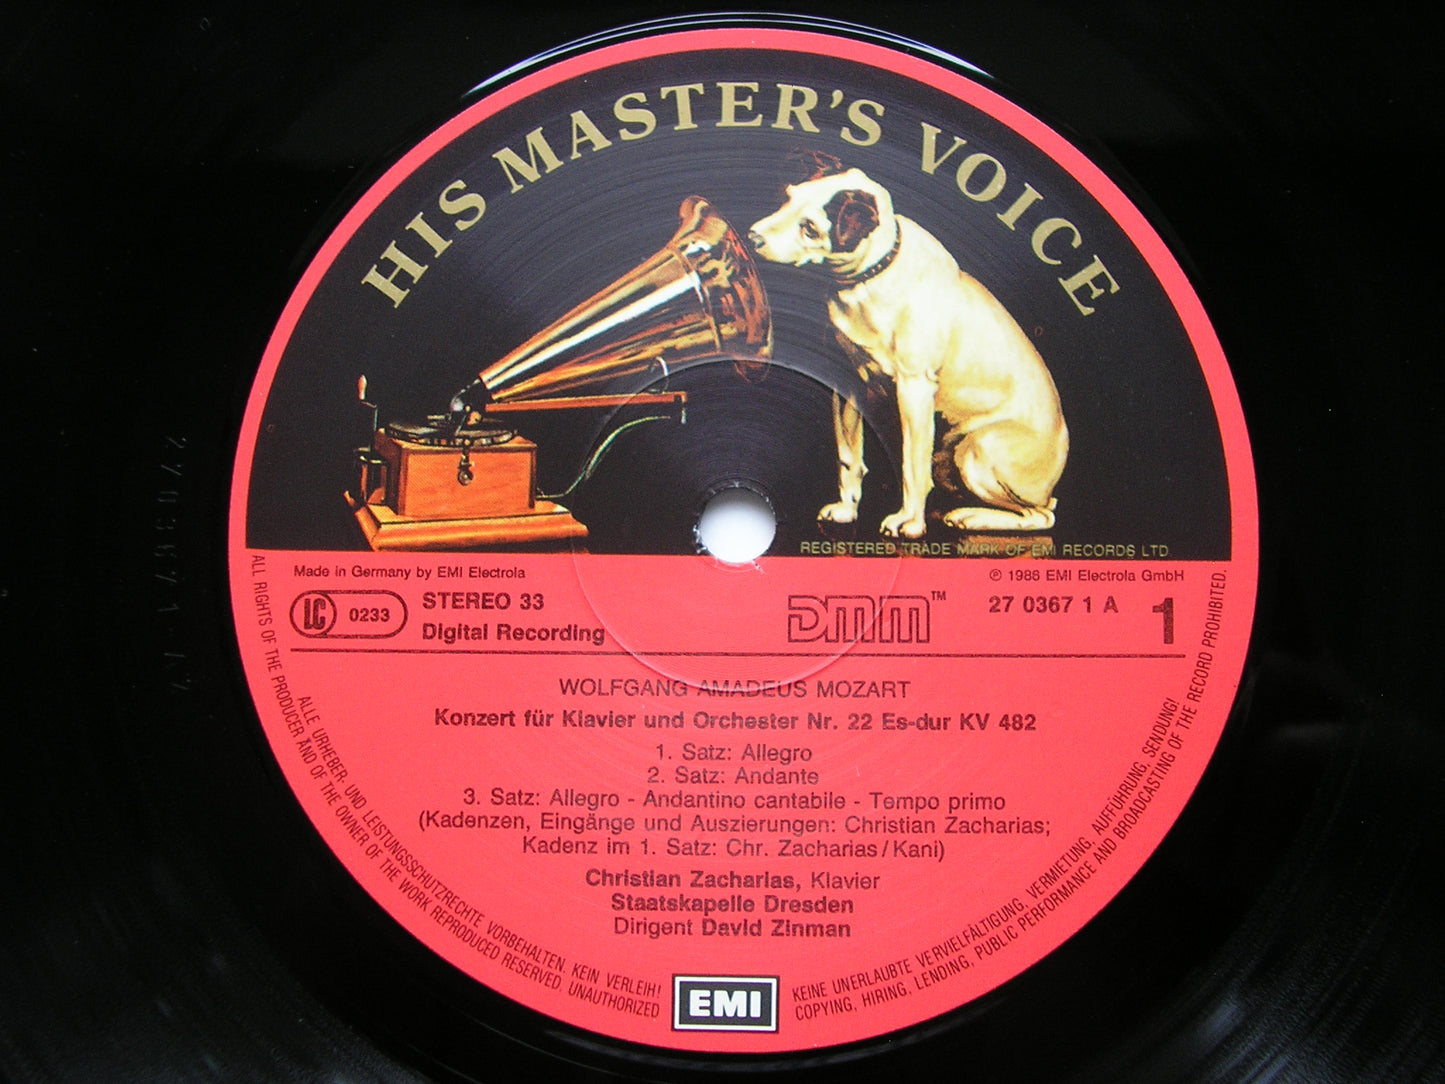 HIS MASTER'S VOICE
REGISTERED TRADE MARK OF EMI RECORDS LTD
Made in Germany by EMI Electrola
℗ 1986 EMI Electrola GmbH
LC 0233
STEREO 33
Digital Recording
DMM™
27 0367 1 A
1
WOLFGANG AMADEUS MOZART
Konzert für Klavier und Orchester Nr. 22 Es-dur KV 482
1. Satz: Allegro
2. Satz: Andante
3. Satz: Allegro - Andantino cantabile - Tempo primo
(Kadenzen, Eingänge und Auszierungen: Christian Zacharias;
Kadenz im 1. Satz: Chr. Zacharias/Kani)
Christian Zacharias, Klavier
Staatskapelle Dresden
Dirigent David Zinman
EMI
ALLE URHEBER- UND LEISTUNGSSCHUTZRECHTE VORBEHALTEN. KEIN VERLEIH!
KEINE UNERLAUBTE VERVIELFÄLTIGUNG, VERMIETUNG, AUFFÜHRUNG, SENDUNG!
ALL RIGHTS OF THE PRODUCER AND OF THE OWNER OF THE WORK REPRODUCED RESERVED. UNAUTHORIZED
COPYING, HIRING, LENDING, PUBLIC PERFORMANCE AND BROADCASTING OF THE RECORD PROHIBITED.